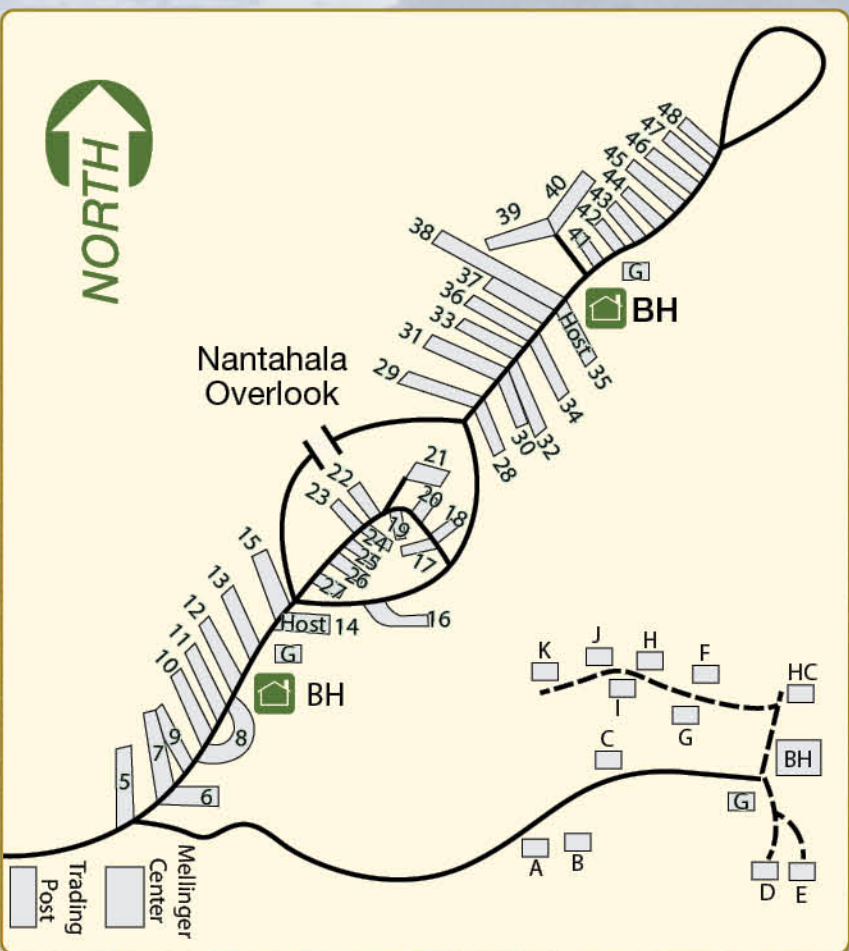 NORTH
48
47
46
45
44
43
42
41
40
39
38
37
36
33
31
29
G
BH
Host
35
34
32
30
28
Nantahala
Overlook
21
22
23
20
18
19
24
17
25
26
27
15
13
12
11
10
16
Host 14
G
BH
9
7
8
5
6
K
J
H
F
HC
I
G
C
BH
G
A
B
D
E
Trading
Post
Mellinger
Center